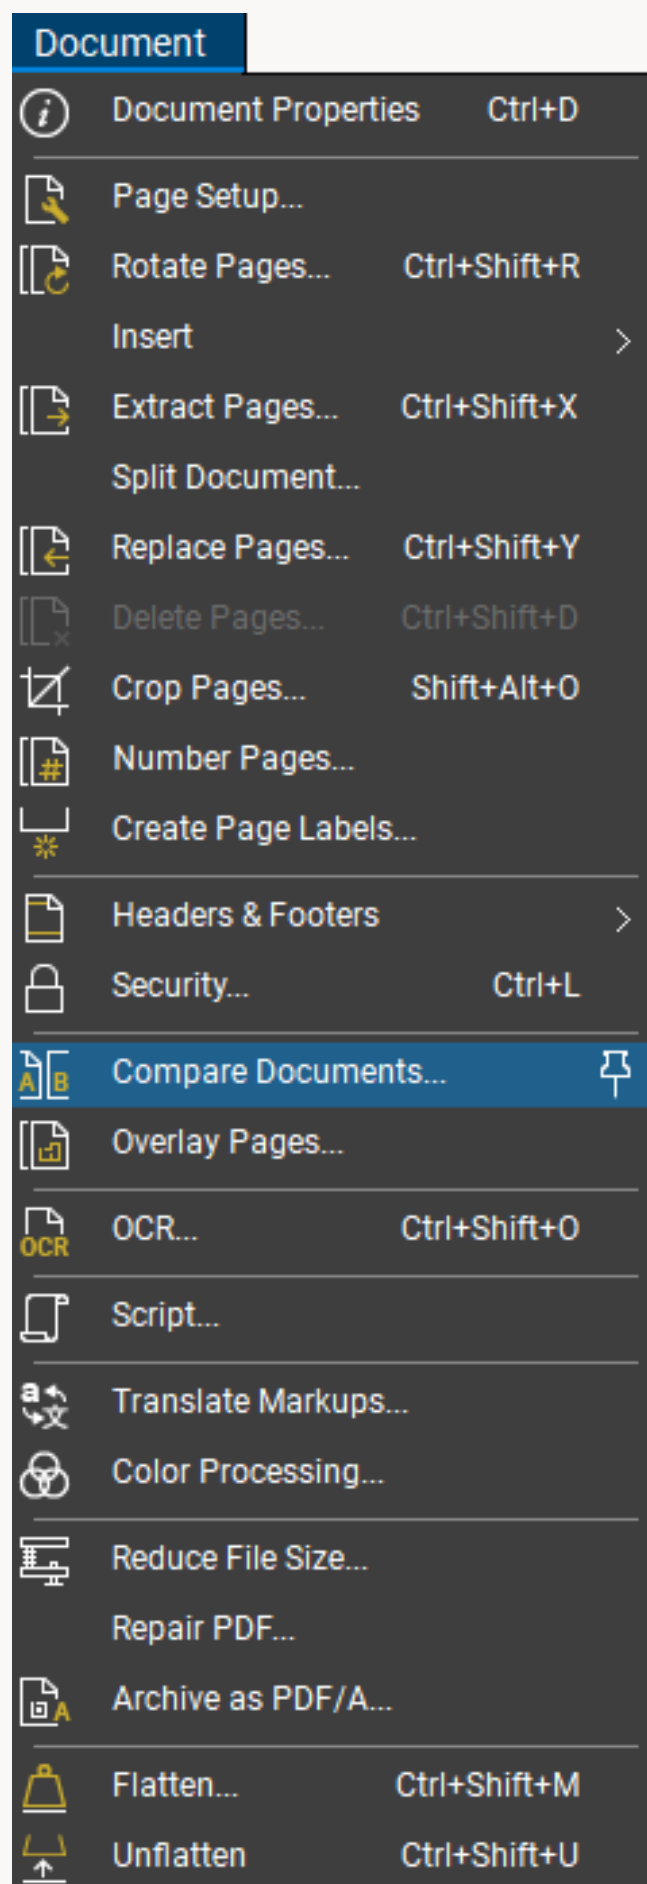 Document
Document Properties Ctrl+D
Page Setup...
Rotate Pages... Ctrl+Shift+R
Insert
Extract Pages... Ctrl+Shift+X
Split Document...
Replace Pages... Ctrl+Shift+Y
Delete Pages... Ctrl+Shift+D
Crop Pages... Shift+Alt+O
# Number Pages...
Create Page Labels...
Headers & Footers
Security... Ctrl+L
A B Compare Documents...
Overlay Pages...
OCR OCR... Ctrl+Shift+O
Script...
a 文 Translate Markups...
Color Processing...
Reduce File Size...
Repair PDF...
A Archive as PDF/A...
Flatten... Ctrl+Shift+M
Unflatten Ctrl+Shift+U